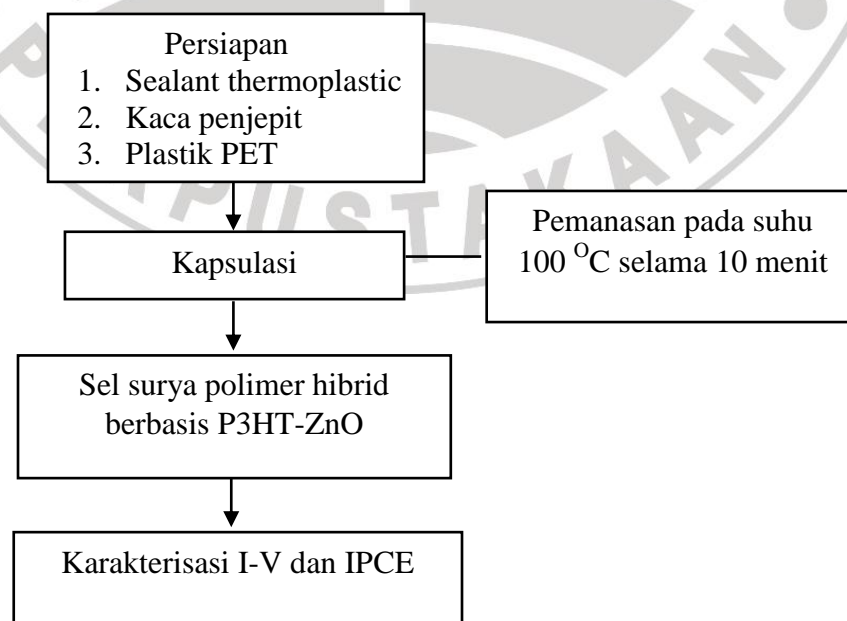 Persiapan
1. Sealant thermoplastic
2. Kaca penjepit
3. Plastik PET
Kapsulasi
Pemanasan pada suhu
100 ᴼC selama 10 menit
Sel surya polimer hibrid
berbasis P3HT-ZnO
Karakterisasi I-V dan IPCE